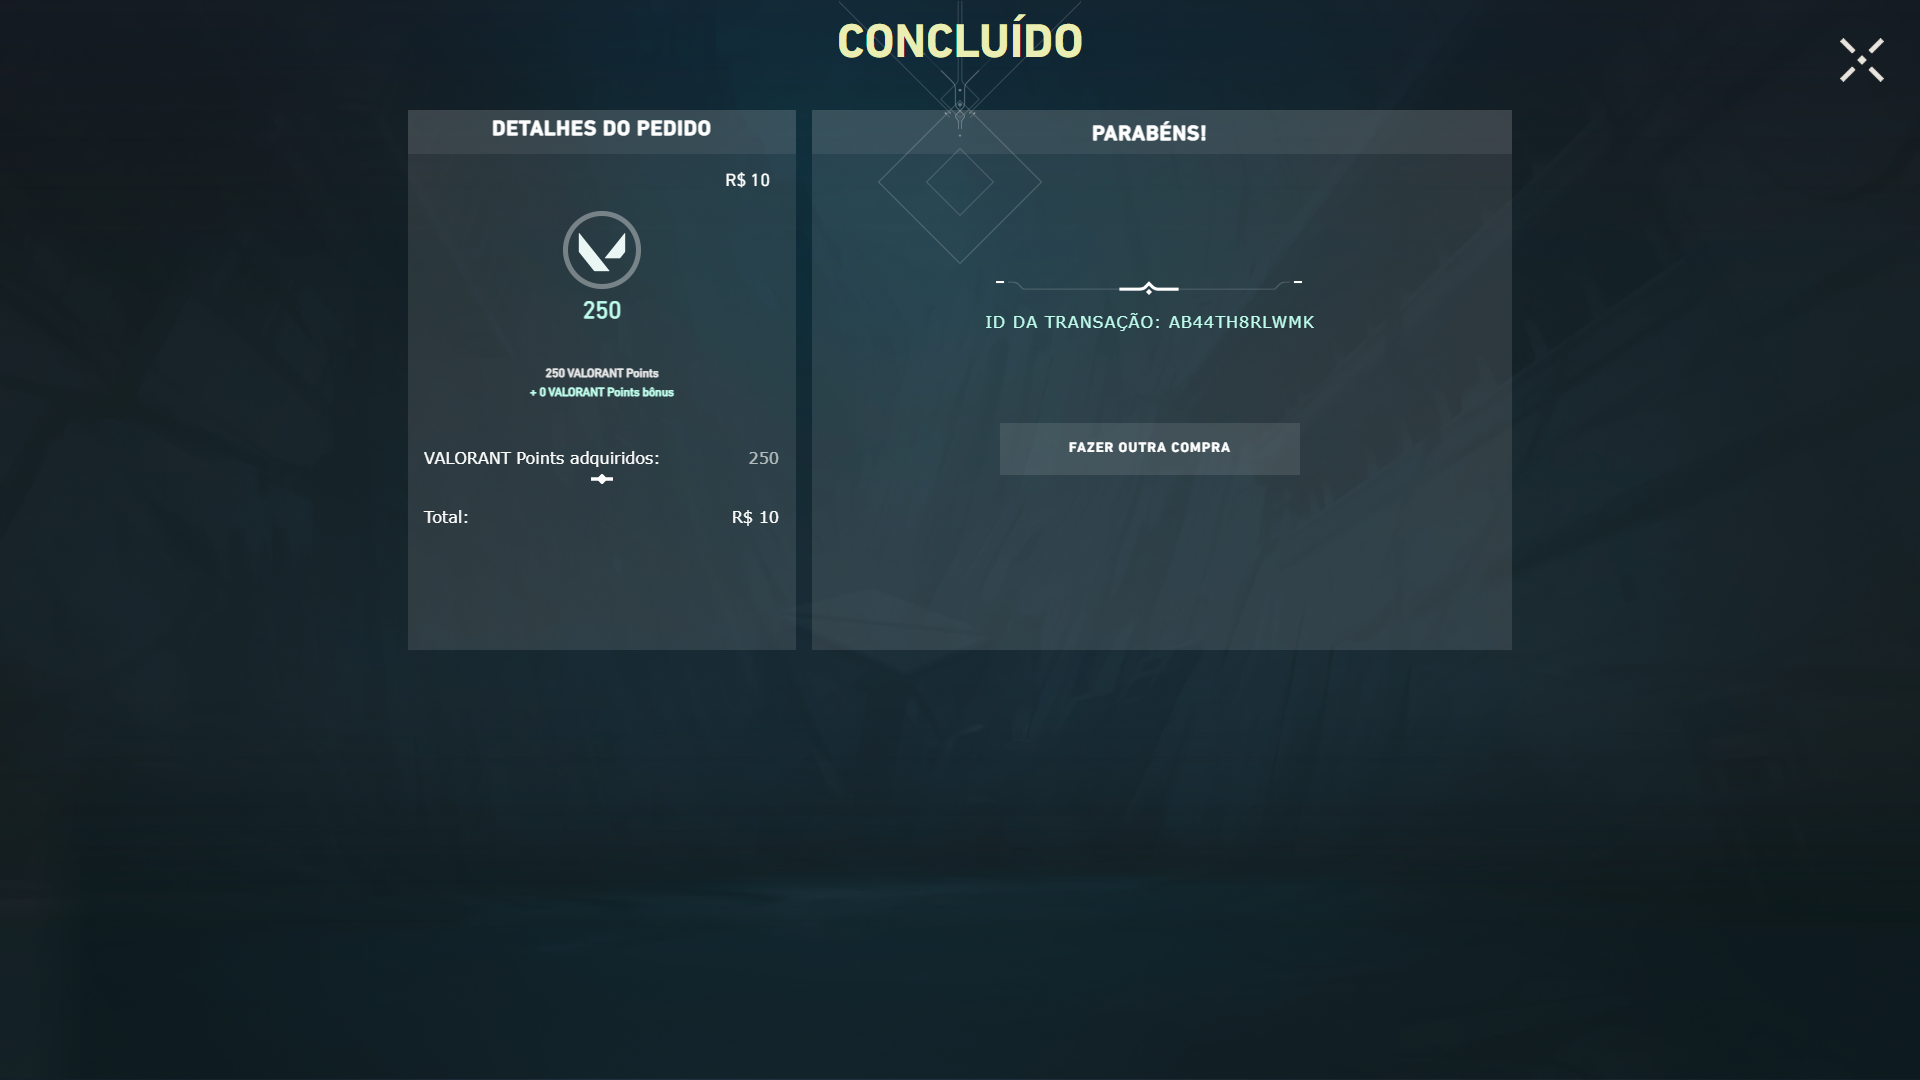 CONCLUÍDO
DETALHES DO PEDIDO
R$ 10
250
250 VALORANT Points
+ 0 VALORANT Points bônus
VALORANT Points adquiridos: 250
Total: R$ 10
PARABÉNS!
ID DA TRANSAÇÃO: AB44TH8RLWMK
FAZER OUTRA COMPRA